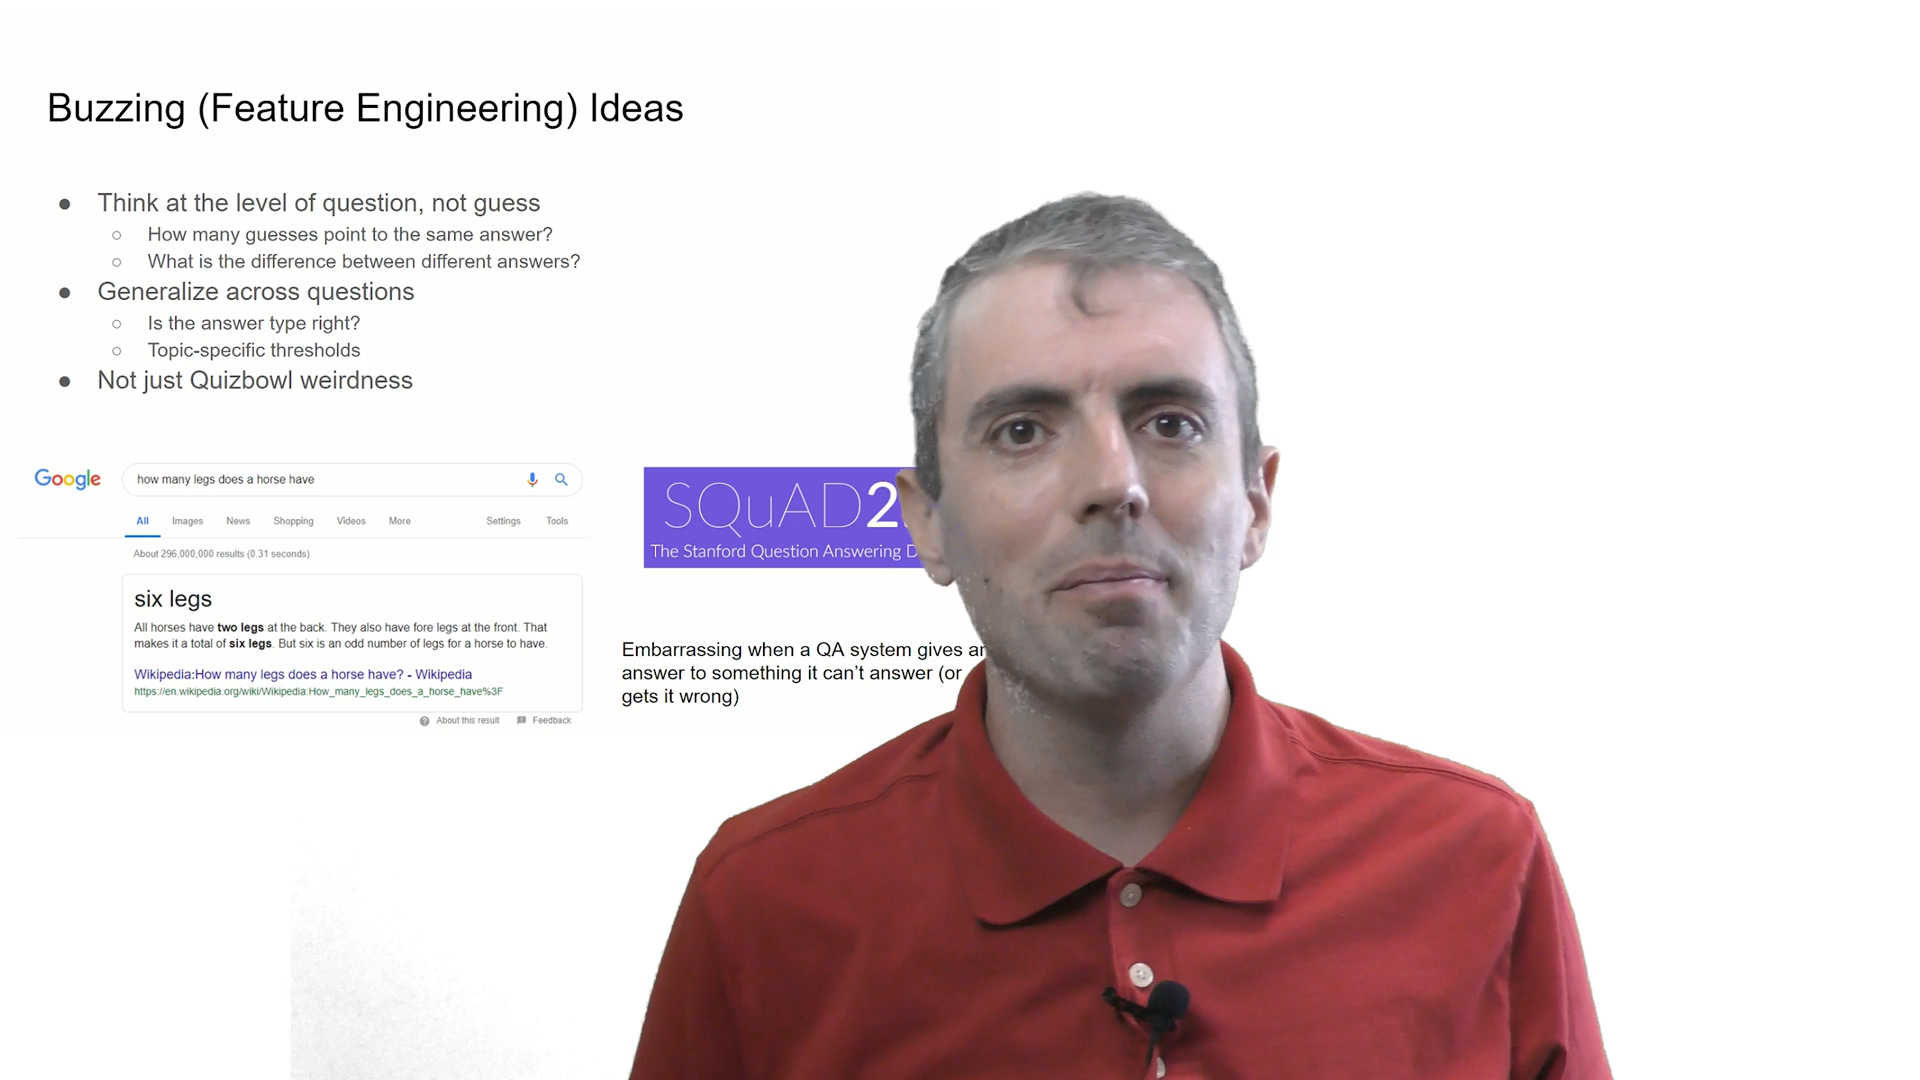 Buzzing (Feature Engineering) Ideas
● Think at the level of question, not guess
○ How many guesses point to the same answer?
○ What is the difference between different answers?
● Generalize across questions
○ Is the answer type right?
○ Topic-specific thresholds
● Not just Quizbowl weirdness
Google how many legs does a horse have
All Images News Shopping Videos More Settings Tools
About 296,000,000 results (0.31 seconds)
six legs
All horses have two legs at the back. They also have fore legs at the front. That
makes it a total of six legs. But six is an odd number of legs for a horse to have.
Wikipedia:How many legs does a horse have? - Wikipedia
https://en.wikipedia.org/wiki/Wikipedia:How_many_legs_does_a_horse_have%3F
About this result Feedback
SQuAD2
The Stanford Question Answering
Embarrassing when a QA system gives
answer to something it can’t answer (or
gets it wrong)